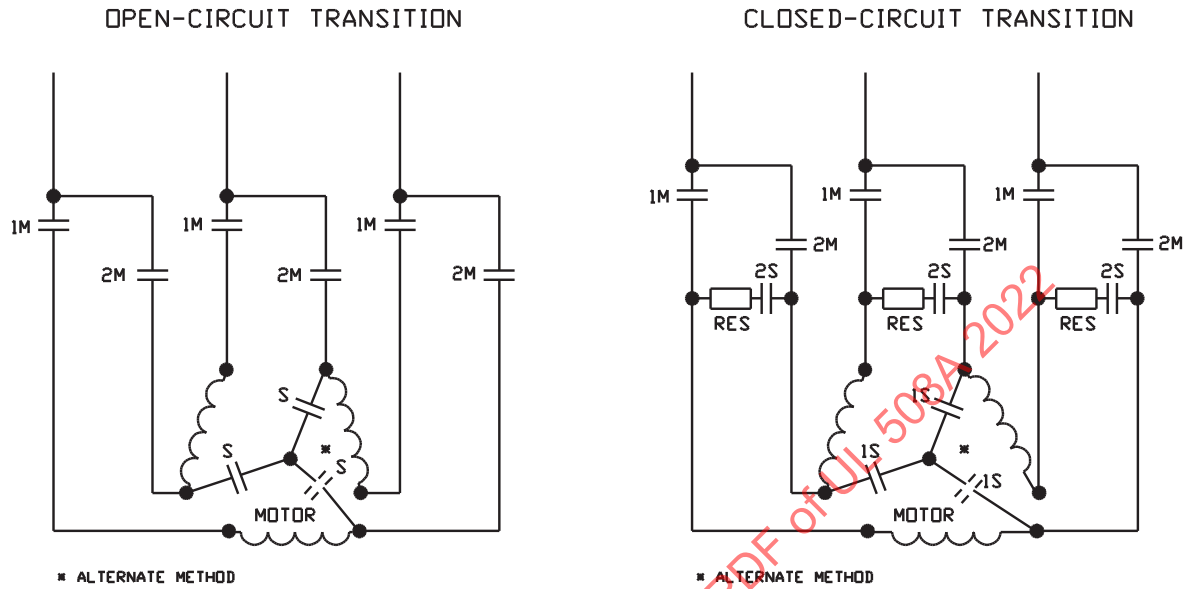 OPEN-CIRCUIT TRANSITION
1M
2M
1M
2M
1M
2M
S
S
*
S
MOTOR
* ALTERNATE METHOD
CLOSED-CIRCUIT TRANSITION
1M
2M
2S
RES
1M
2M
2S
RES
1M
2M
2S
RES
1S
1S
*
1S
MOTOR
* ALTERNATE METHOD
PDF of UL 508A 2022